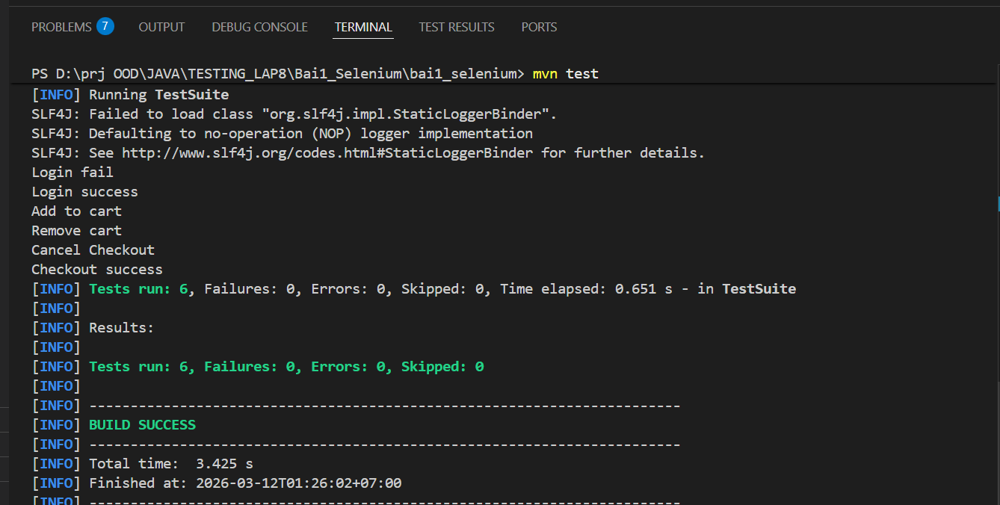 PROBLEMS 7 OUTPUT DEBUG CONSOLE TERMINAL TEST RESULTS PORTS
PS D:\prj OOD\JAVA\TESTING_LAP8\Bai1_Selenium\bai1_selenium> mvn test
[INFO] Running TestSuite
SLF4J: Failed to load class "org.slf4j.impl.StaticLoggerBinder".
SLF4J: Defaulting to no-operation (NOP) logger implementation
SLF4J: See http://www.slf4j.org/codes.html#StaticLoggerBinder for further details.
Login fail
Login success
Add to cart
Remove cart
Cancel Checkout
Checkout success
[INFO] Tests run: 6, Failures: 0, Errors: 0, Skipped: 0, Time elapsed: 0.651 s - in TestSuite
[INFO]
[INFO] Results:
[INFO]
[INFO] Tests run: 6, Failures: 0, Errors: 0, Skipped: 0
[INFO]
[INFO] ------------------------------------------------------------------------
[INFO] BUILD SUCCESS
[INFO] ------------------------------------------------------------------------
[INFO] Total time:  3.425 s
[INFO] Finished at: 2026-03-12T01:26:02+07:00
[INFO] ------------------------------------------------------------------------